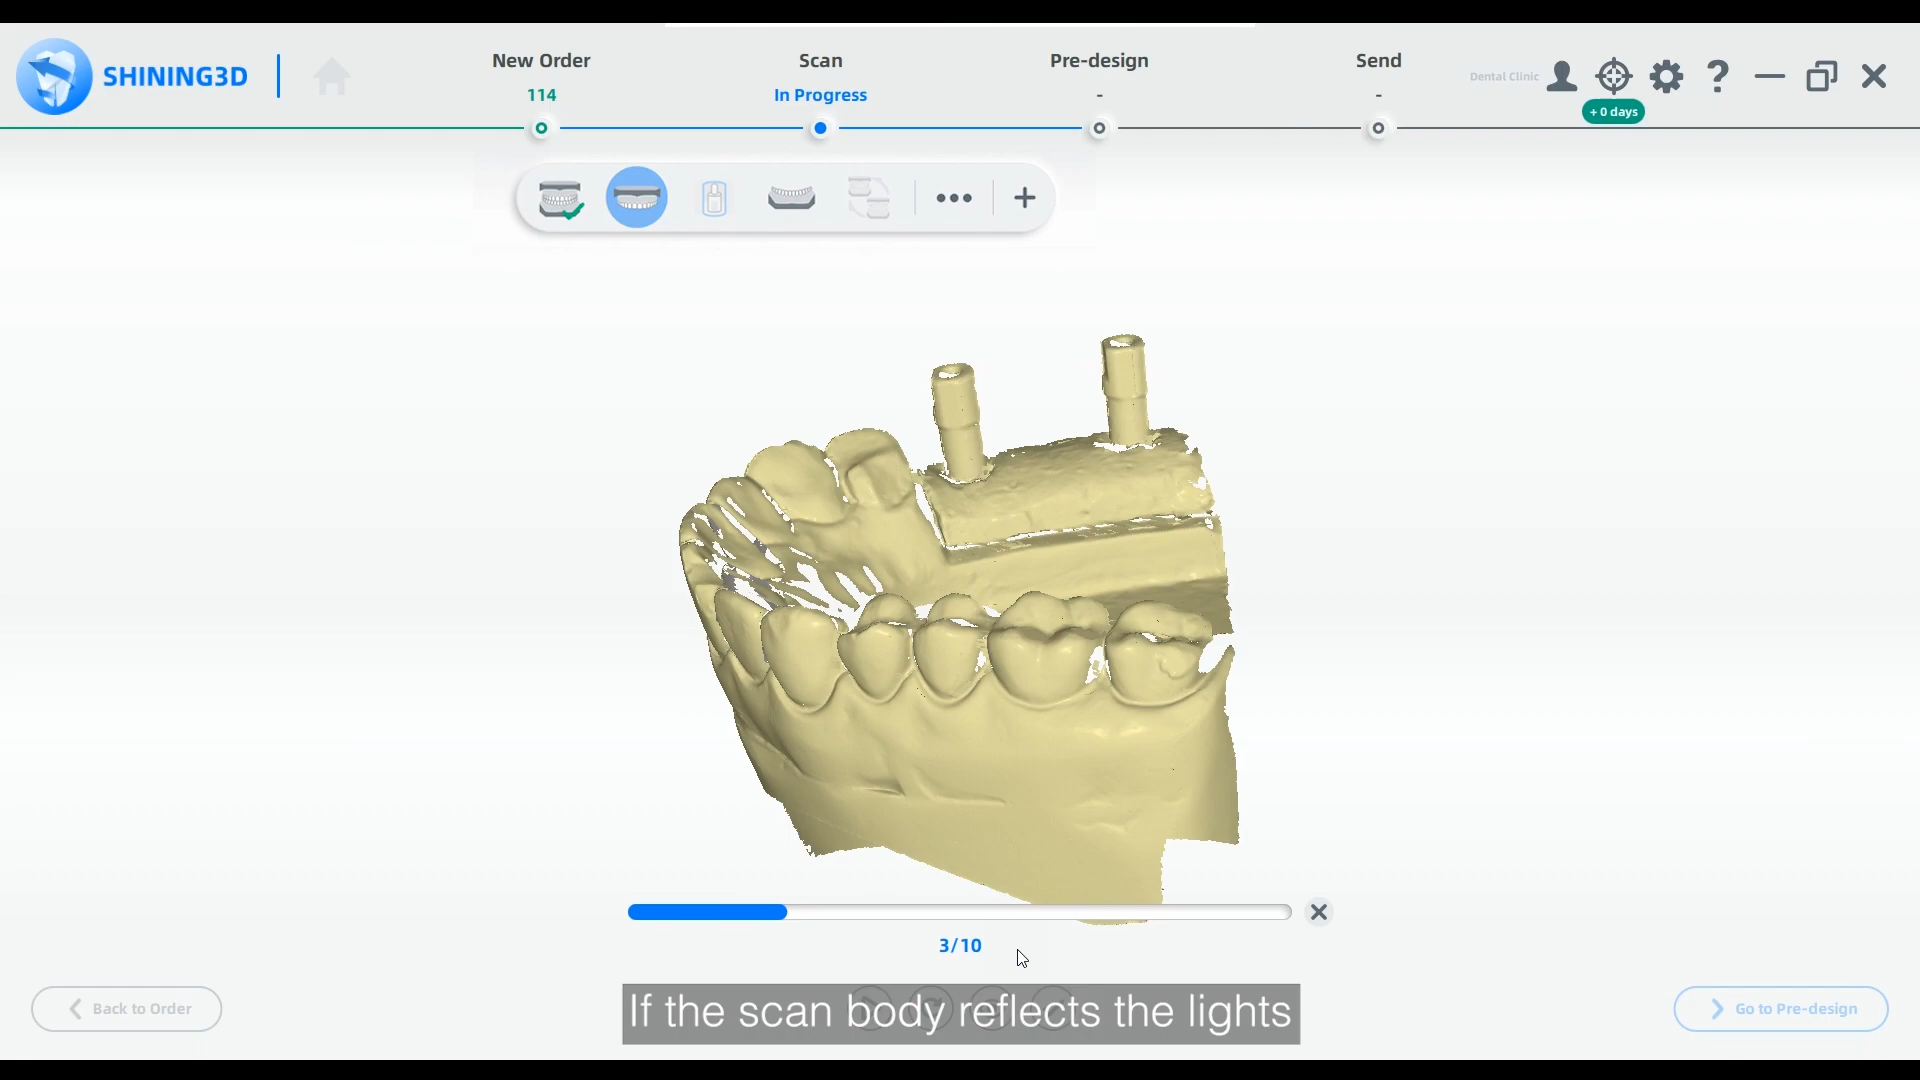 SHINING3D
New Order
114
Scan
In Progress
Pre-design
-
Send
-
Dental Clinic
+ 0 days
3/10
Back to Order
If the scan body reflects the lights
Go to Pre-design